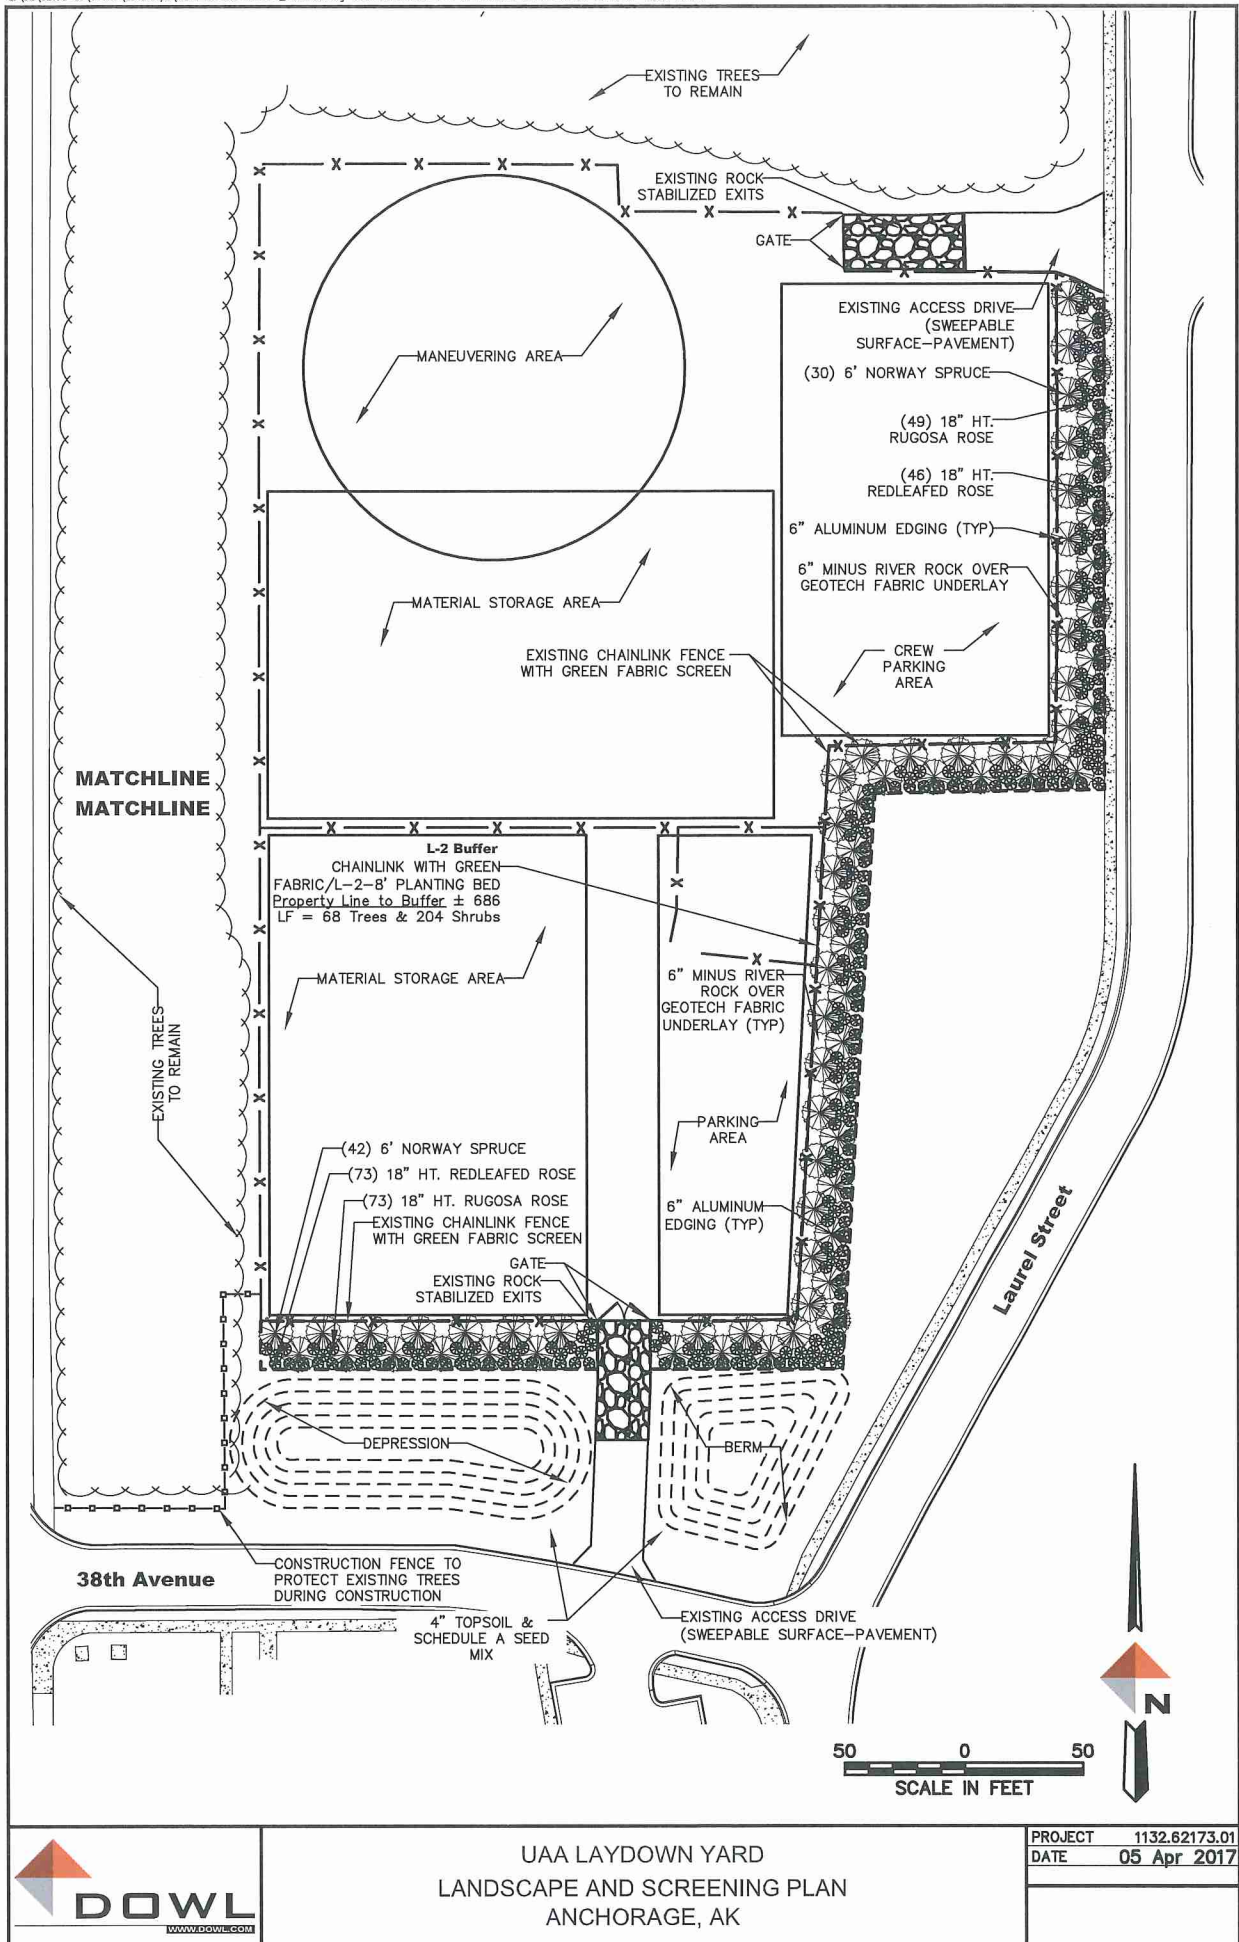 EXISTING TREES
TO REMAIN
EXISTING ROCK
STABILIZED EXITS
GATE
EXISTING ACCESS DRIVE
(SWEEPABLE
SURFACE-PAVEMENT)
MANEUVERING AREA
(30) 6' NORWAY SPRUCE
(49) 18" HT.
RUGOSA ROSE
(46) 18" HT.
REDLEAFED ROSE
6" ALUMINUM EDGING (TYP)
6" MINUS RIVER ROCK OVER
GEOTECH FABRIC UNDERLAY
MATERIAL STORAGE AREA
EXISTING CHAINLINK FENCE
WITH GREEN FABRIC SCREEN
CREW
PARKING
AREA
MATCHLINE
MATCHLINE
L-2 Buffer
CHAINLINK WITH GREEN
FABRIC/L-2-8' PLANTING BED
Property Line to Buffer ± 686
LF = 68 Trees & 204 Shrubs
MATERIAL STORAGE AREA
6" MINUS RIVER
ROCK OVER
GEOTECH FABRIC
UNDERLAY (TYP)
EXISTING TREES
TO REMAIN
PARKING
AREA
(42) 6' NORWAY SPRUCE
(73) 18" HT. REDLEAFED ROSE
(73) 18" HT. RUGOSA ROSE
EXISTING CHAINLINK FENCE
WITH GREEN FABRIC SCREEN
6" ALUMINUM
EDGING (TYP)
GATE
EXISTING ROCK
STABILIZED EXITS
Laurel Street
DEPRESSION
BERM
38th Avenue
CONSTRUCTION FENCE TO
PROTECT EXISTING TREES
DURING CONSTRUCTION
4" TOPSOIL &
SCHEDULE A SEED
MIX
EXISTING ACCESS DRIVE
(SWEEPABLE SURFACE-PAVEMENT)
N
50 0 50
SCALE IN FEET
DOWL
WWW.DOWL.COM
UAA LAYDOWN YARD
LANDSCAPE AND SCREENING PLAN
ANCHORAGE, AK
PROJECT 1132.62173.01
DATE 05 Apr 2017